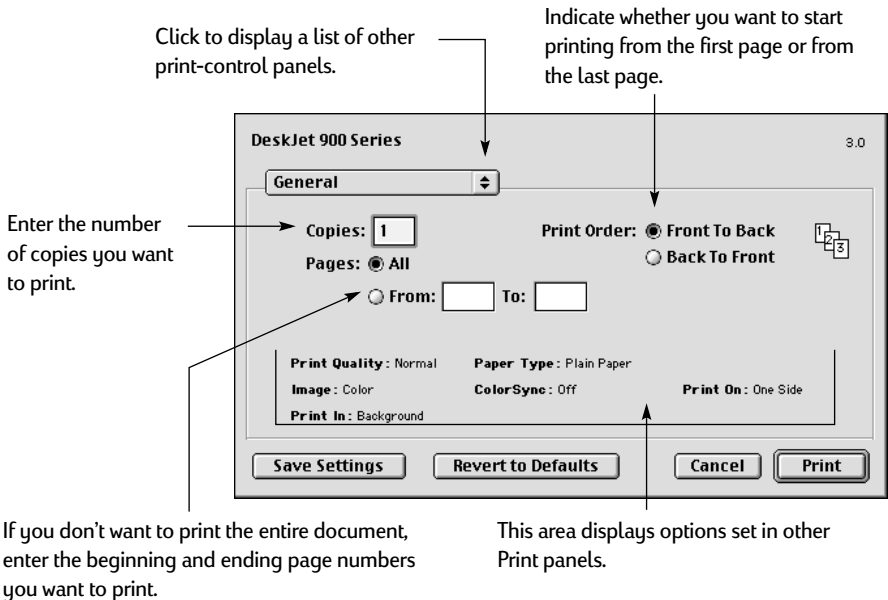 Click to display a list of other
print-control panels.
Indicate whether you want to start
printing from the first page or from
the last page.
DeskJet 900 Series
3.0
General
Enter the number
of copies you want
to print.
Copies: 1
Print Order: Front To Back
Back To Front
1 2 3
Pages: All
From: To:
Print Quality: Normal Paper Type: Plain Paper
Image: Color ColorSync: Off Print On: One Side
Print In: Background
Save Settings Revert to Defaults Cancel Print
If you don't want to print the entire document,
enter the beginning and ending page numbers
you want to print.
This area displays options set in other
Print panels.